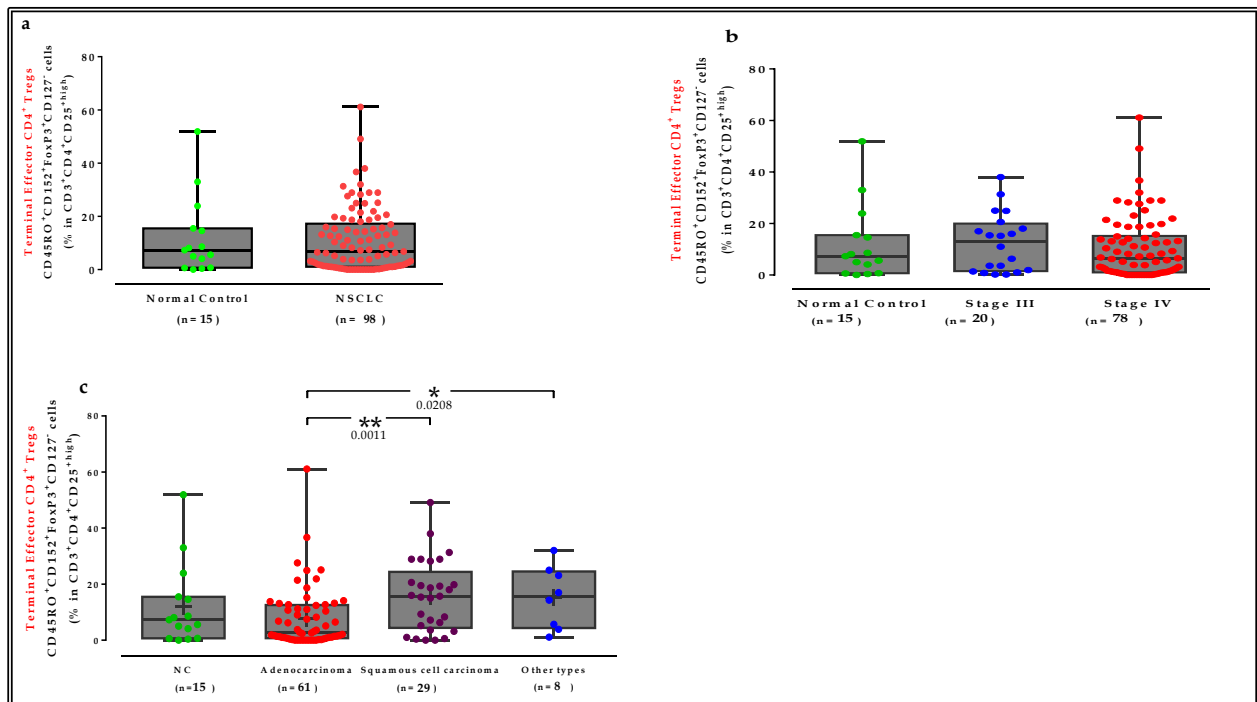 a
Terminal Effector CD4⁺ Tregs
CD45RO⁺CD152⁺FoxP3⁺CD127⁻ cells
(% in CD3⁺CD4⁺CD25⁺ʰⁱᵍʰ)
80
60
40
20
0
Normal Control
(n=15 )
NSCLC
(n= 98)
b
Terminal Effector CD4⁺ Tregs
CD45RO⁺CD152⁺FoxP3⁺CD127⁻ cells
(% in CD3⁺CD4⁺CD25⁺ʰⁱᵍʰ)
80
60
40
20
0
Normal Control
(n=15 )
Stage III
(n=20 )
Stage IV
(n=78 )
c
*
0.0208
**
0.0011
Terminal Effector CD4⁺ Tregs
CD45RO⁺CD152⁺FoxP3⁺CD127⁻ cells
(% in CD3⁺CD4⁺CD25⁺ʰⁱᵍʰ)
80
60
40
20
0
NC
(n=15 )
Adenocarcinoma
(n=61 )
Squamous cell carcinoma
(n=29 )
Other types
(n=8 )